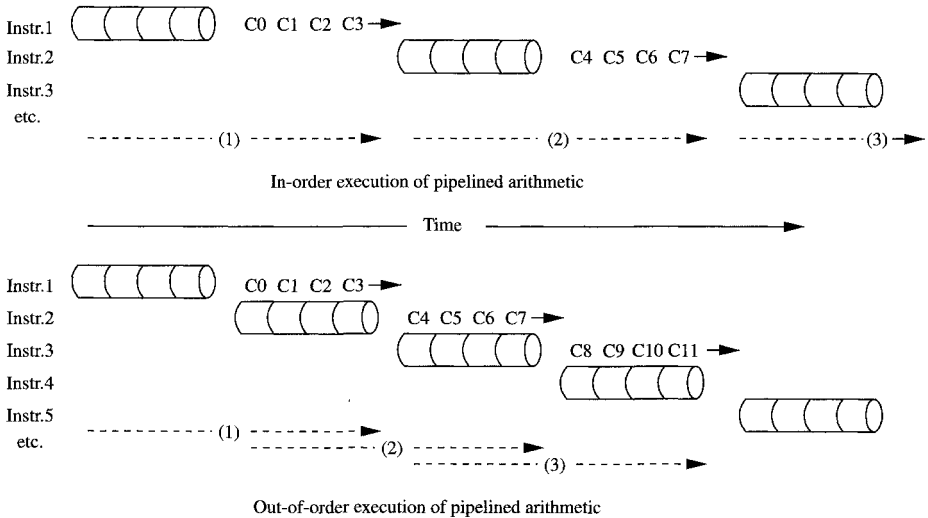 Instr.1 C0 C1 C2 C3
Instr.2 C4 C5 C6 C7
Instr.3
etc.
(1) (2) (3)
In-order execution of pipelined arithmetic
Time
Instr.1 C0 C1 C2 C3
Instr.2 C4 C5 C6 C7
Instr.3 C8 C9 C10 C11
Instr.4
Instr.5
etc.
(1)
(2)
(3)
Out-of-order execution of pipelined arithmetic